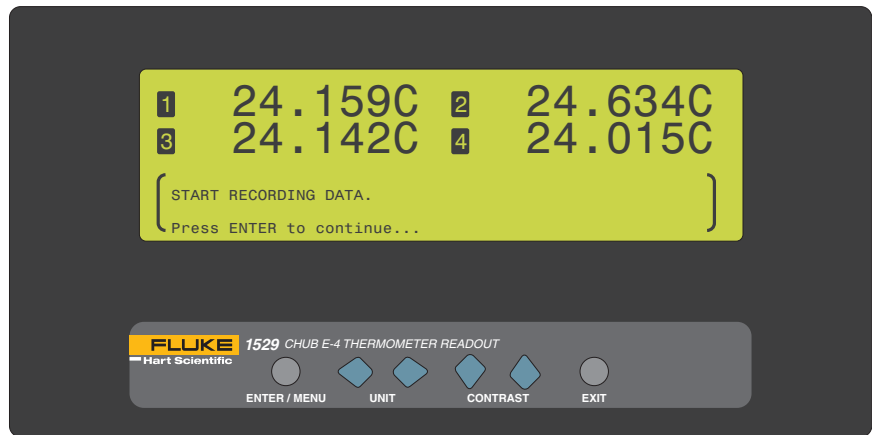 1 24.159C 2 24.634C
3 24.142C 4 24.015C
START RECORDING DATA.
Press ENTER to continue...
FLUKE 1529 CHUB E-4 THERMOMETER READOUT
Hart Scientific
ENTER / MENU UNIT CONTRAST EXIT